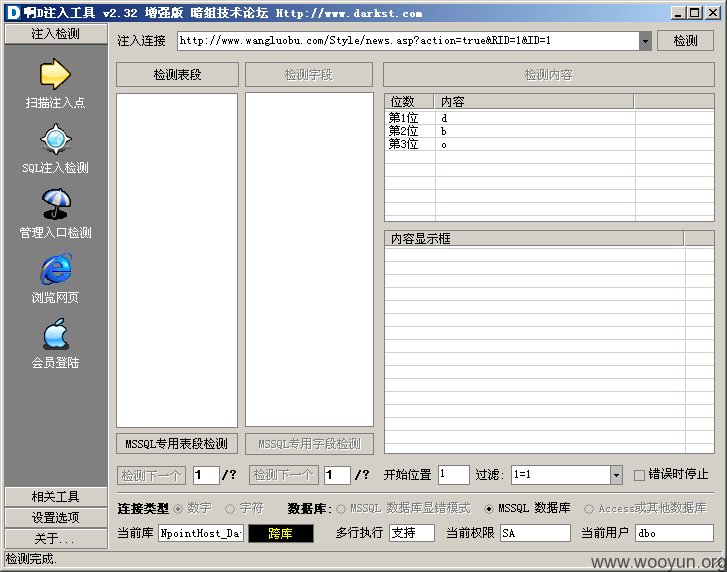 啊D注入工具 v2.32 增强版 暗组技术论坛 Http://www.darkst.com
注入检测
扫描注入点
SQL注入检测
管理入口检测
浏览网页
会员登陆
相关工具
设置选项
关于...
注入连接 http://www.wangluobu.com/Style/news.asp?action=true&RID=1&ID=1 检测
检测表段 检测字段 检测内容
位数 内容
第1位 d
第2位 b
第3位 o
内容显示框
MSSQL专用表段检测 MSSQL专用字段检测
检测下一个 1 /? 检测下一个 1 /? 开始位置 1 过滤: 1=1 错误时停止
连接类型 数字 字符 数据库: MSSQL 数据库显错模式 MSSQL 数据库 Access或其他数据库
当前库 NpointHost_Da 跨库 多行执行 支持 当前权限 SA 当前用户 dbo
检测完成.
www.wooyun.org